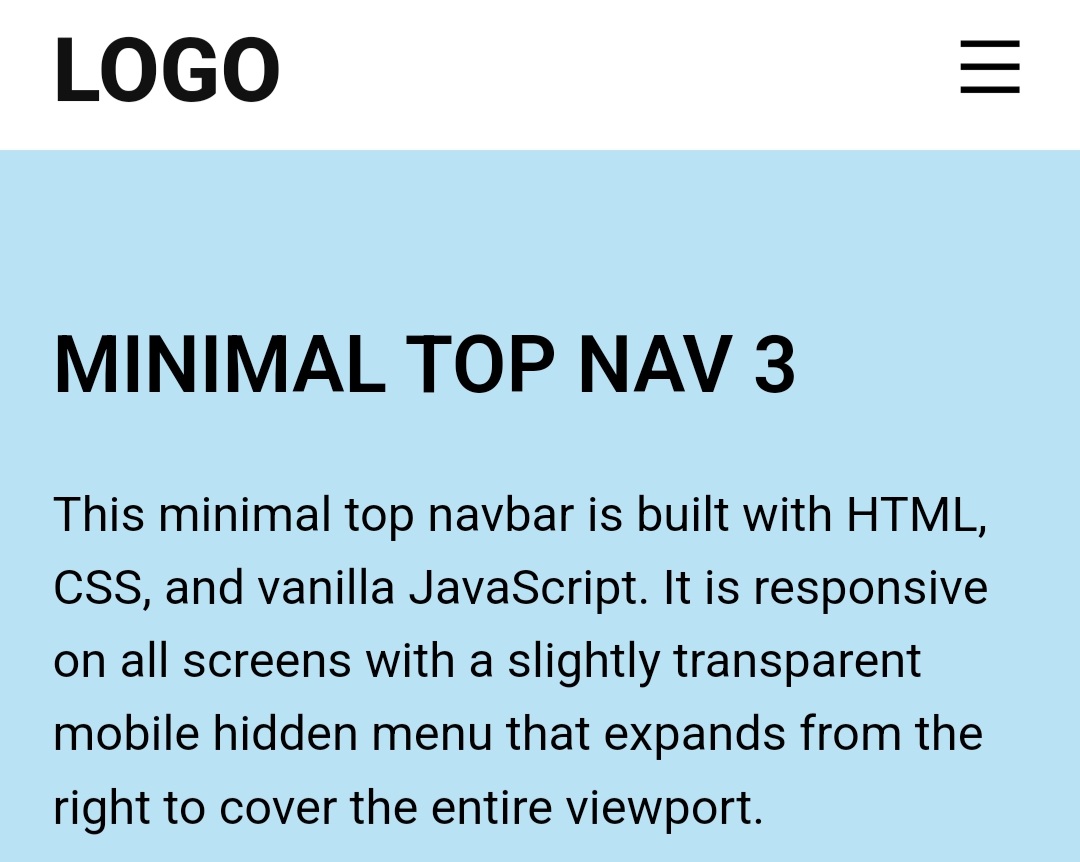 LOGO
MINIMAL TOP NAV 3
This minimal top navbar is built with HTML,
CSS, and vanilla JavaScript. It is responsive
on all screens with a slightly transparent
mobile hidden menu that expands from the
right to cover the entire viewport.